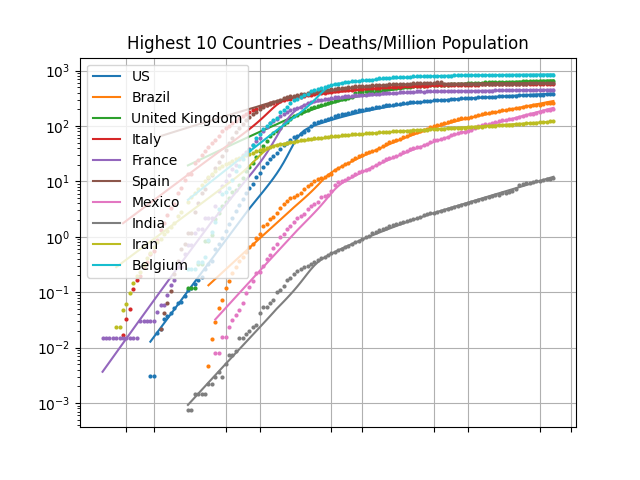 Highest 10 Countries - Deaths/Million Population
10³
10²
10¹
10⁰
10⁻¹
10⁻²
10⁻³
US
Brazil
United Kingdom
Italy
France
Spain
Mexico
India
Iran
Belgium